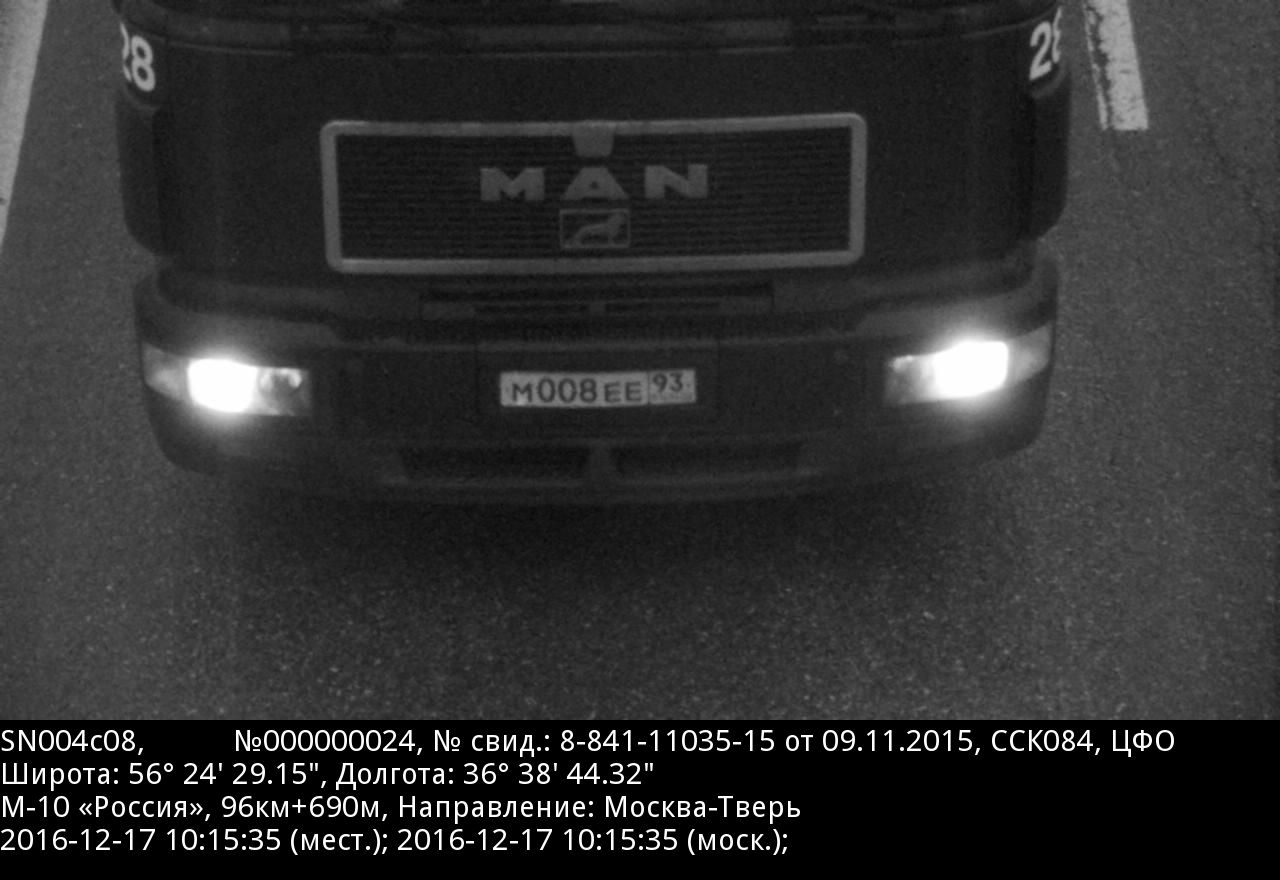 28
28
MAN
М008ЕЕ 93
SN004c08, №000000024, № свид.: 8-841-11035-15 от 09.11.2015, ССК084, ЦФО
Широта: 56° 24' 29.15", Долгота: 36° 38' 44.32"
М-10 «Россия», 96км+690м, Направление: Москва-Тверь
2016-12-17 10:15:35 (мест.); 2016-12-17 10:15:35 (моск.);